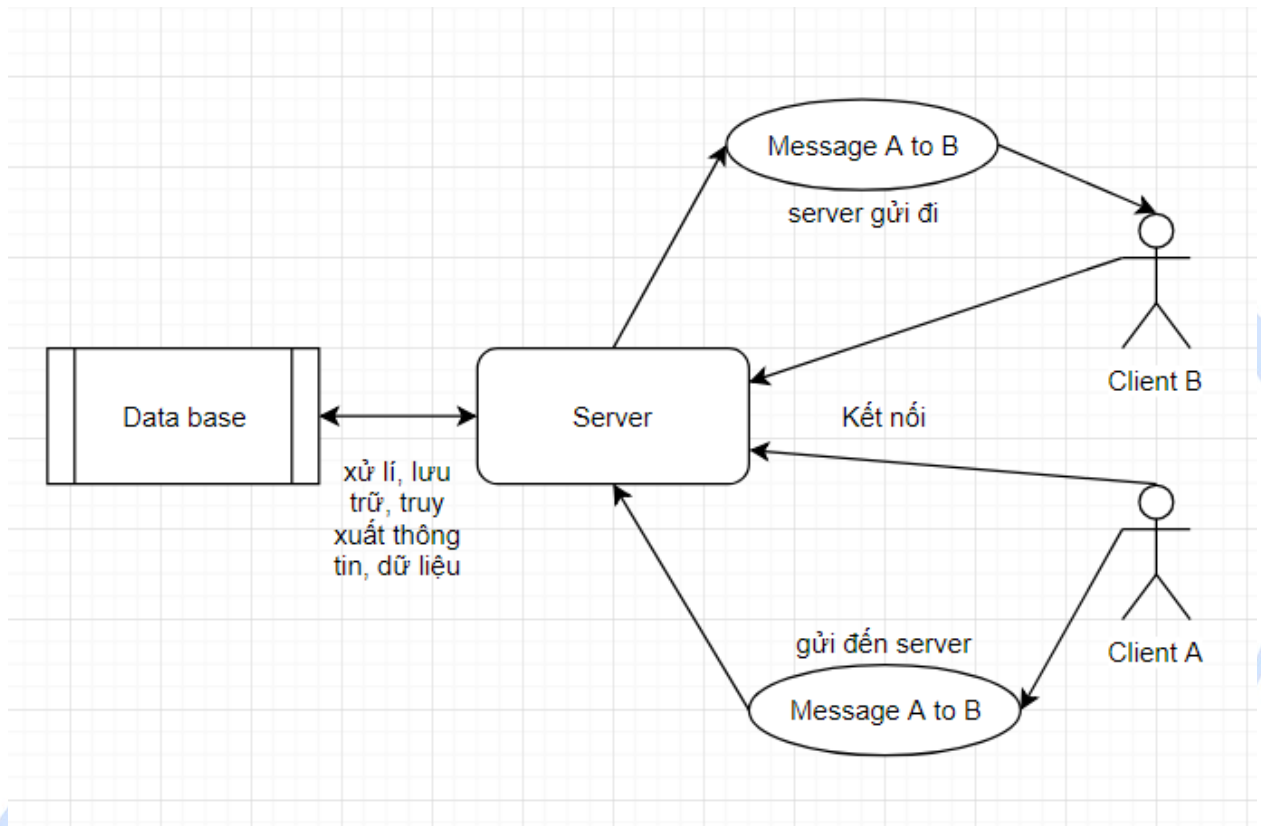 Message A to B
server gửi đi
Client B
Data base
Server
Kết nối
xử lí, lưu
trữ, truy
xuất thông
tin, dữ liệu
gửi đến server
Client A
Message A to B